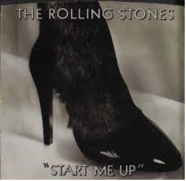 THE ROLLING STONES
"START ME UP"